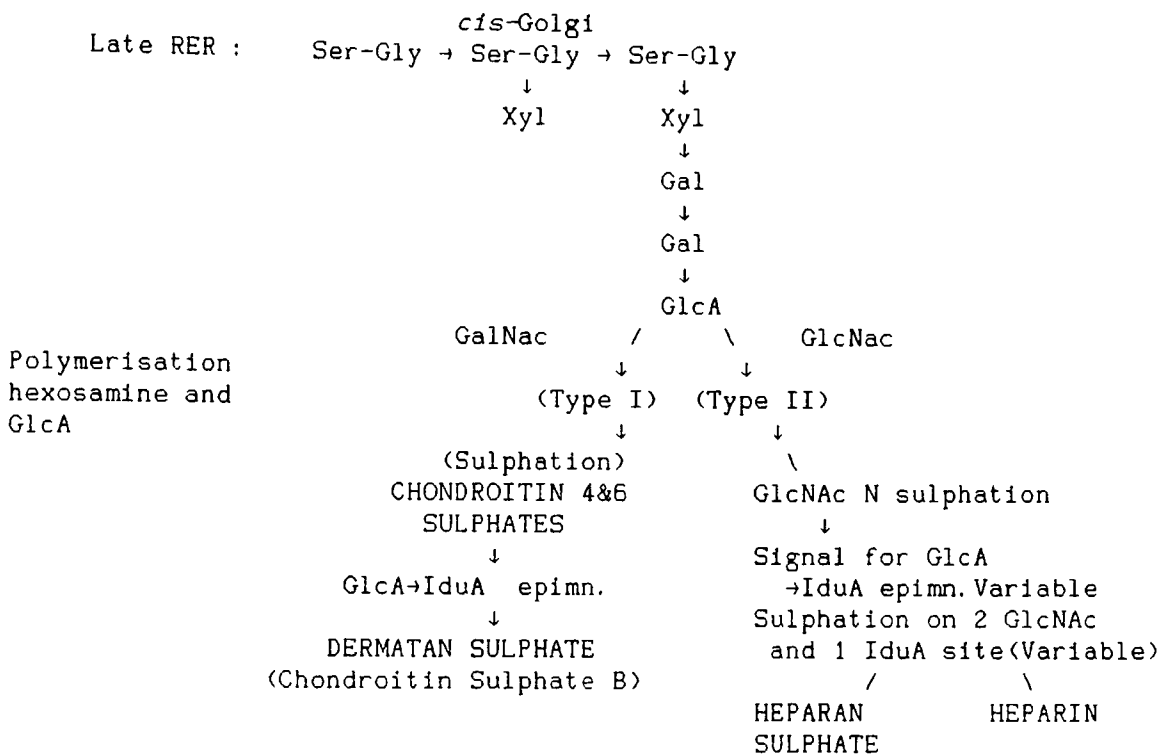 cis-Golgi
Late RER : Ser-Gly → Ser-Gly → Ser-Gly
↓ ↓
Xyl Xyl
↓
Gal
↓
Gal
↓
GlcA
GalNac / \ GlcNac
Polymerisation
hexosamine and
GlcA
↓ ↓
(Type I) (Type II)
↓ ↓
(Sulphation) \
CHONDROITIN 4&6 GlcNAc N sulphation
SULPHATES ↓
↓ Signal for GlcA
GlcA→IduA epimn. →IduA epimn. Variable
↓ Sulphation on 2 GlcNAc
DERMATAN SULPHATE and 1 IduA site(Variable)
(Chondroitin Sulphate B) / \
HEPARAN HEPARIN
SULPHATE